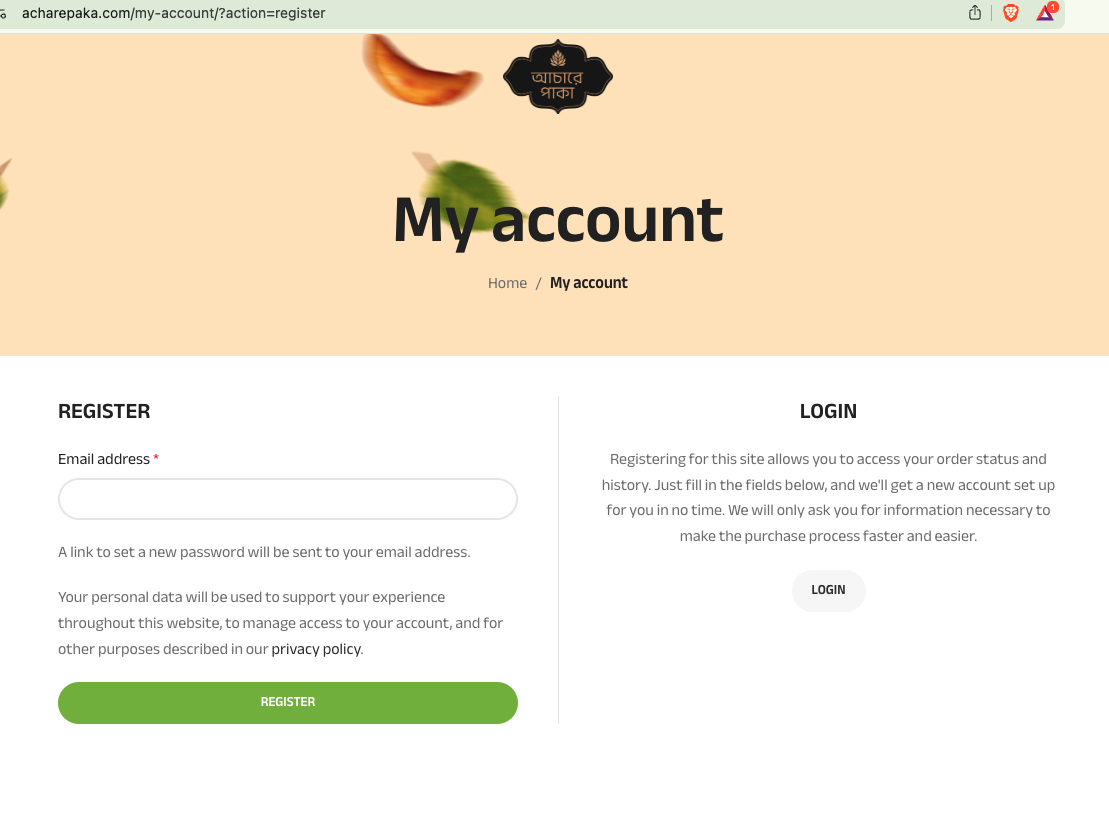 acharepaka.com/my-account/?action=register
1
আচারে
পাকা
My account
Home / My account
REGISTER
Email address *
A link to set a new password will be sent to your email address.
Your personal data will be used to support your experience
throughout this website, to manage access to your account, and for
other purposes described in our privacy policy.
REGISTER
LOGIN
Registering for this site allows you to access your order status and
history. Just fill in the fields below, and we'll get a new account set up
for you in no time. We will only ask you for information necessary to
make the purchase process faster and easier.
LOGIN